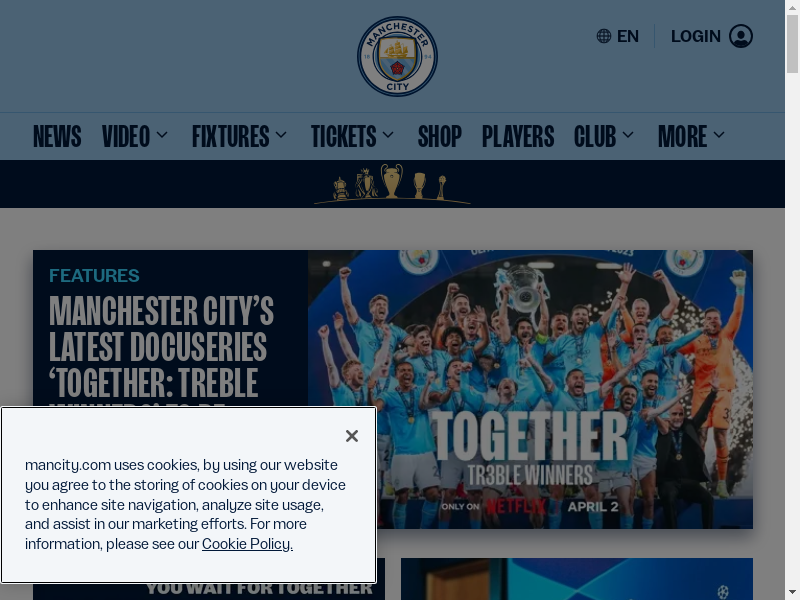 MANCHESTER
18 94
CITY
EN
LOGIN
NEWS VIDEO FIXTURES TICKETS SHOP PLAYERS CLUB MORE
FEATURES
MANCHESTER CITY'S
LATEST DOCUSERIES
'TOGETHER: TREBLE
TOGETHER
TR3BLE WINNERS
ONLY ON NETFLIX APRIL 2
mancity.com uses cookies, by using our website
you agree to the storing of cookies on your device
to enhance site navigation, analyze site usage,
and assist in our marketing efforts. For more
information, please see our Cookie Policy.
YOU WAIT FOR TOGETHER